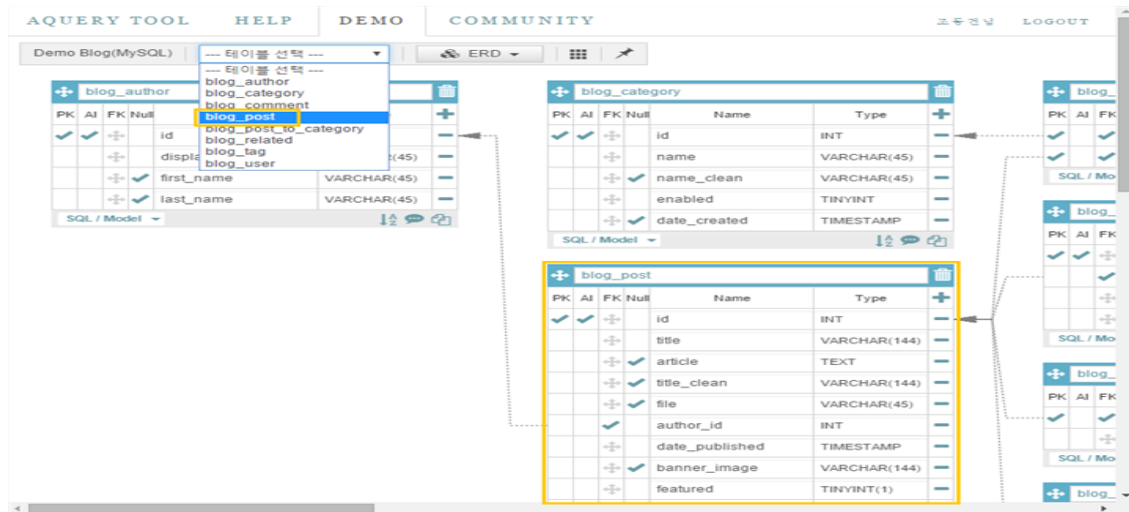 AQUERY TOOL HELP DEMO COMMUNITY LOGOUT
Demo Blog(MySQL) --- 테이블 선택 --- ERD
--- 테이블 선택 ---
blog_author
blog_category
blog_comment
blog_post
blog_post_to_category
blog_related
blog_tag
blog_user
blog_author
PK AI FK Null
id
displa R(45)
first_name VARCHAR(45)
last_name VARCHAR(45)
SQL / Model
blog_category
PK AI FK Null Name Type
id INT
name VARCHAR(45)
name_clean VARCHAR(45)
enabled TINYINT
date_created TIMESTAMP
SQL / Model
blog_post
PK AI FK Null Name Type
id INT
title VARCHAR(144)
article TEXT
title_clean VARCHAR(144)
file VARCHAR(45)
author_id INT
date_published TIMESTAMP
banner_image VARCHAR(144)
featured TINYINT(1)
blog_
PK AI FK
SQL / Mo
blog_
PK AI FK
SQL / Mo
blog_
PK AI FK
SQL / Mo
blog_